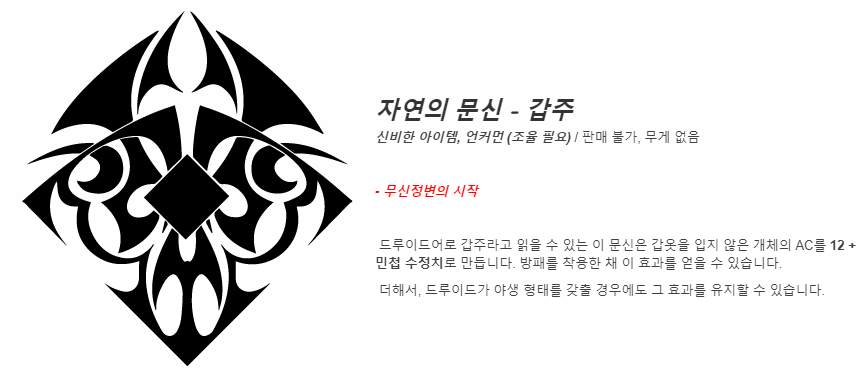 자연의 문신 - 갑주
신비한 아이템, 언커먼 (조율 필요) / 판매 불가, 무게 없음
- 무신정변의 시작
드루이드어로 갑주라고 읽을 수 있는 이 문신은 갑옷을 입지 않은 개체의 AC를 12 +
민첩 수정치로 만듭니다. 방패를 착용한 채 이 효과를 얻을 수 있습니다.
더해서, 드루이드가 야생 형태를 갖출 경우에도 그 효과를 유지할 수 있습니다.